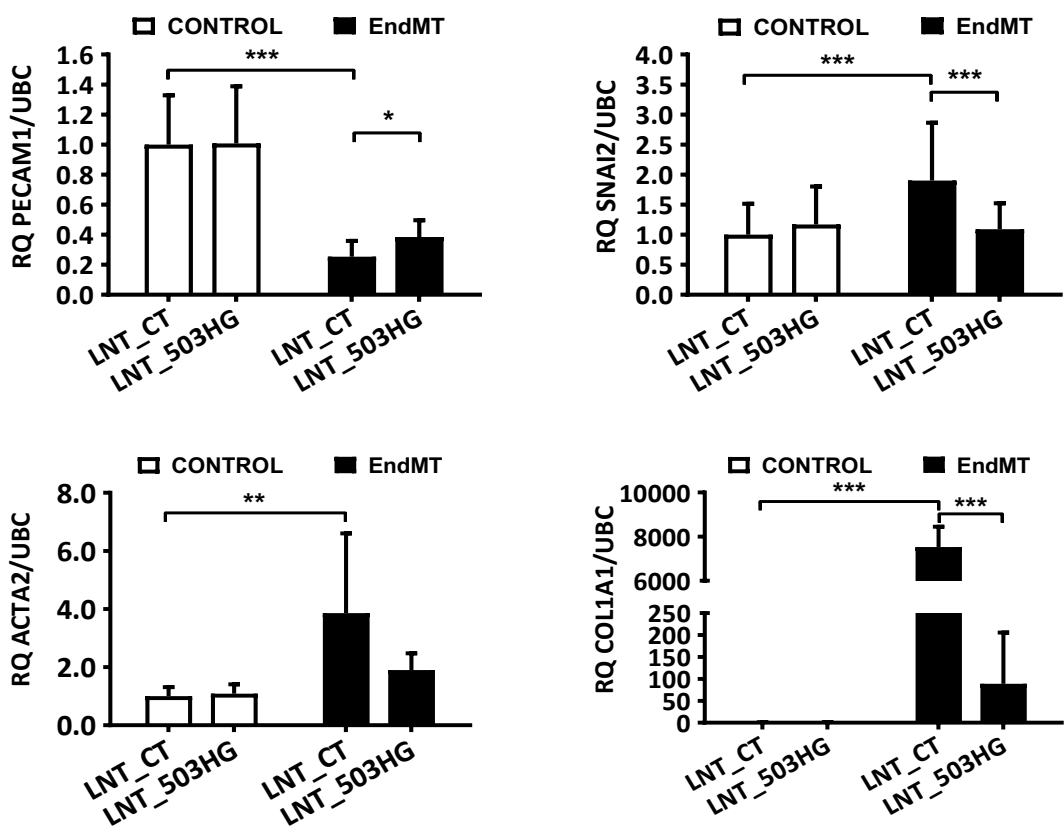 CONTROL EndMT
RQ PECAM1/UBC
1.6
1.4
1.2
1.0
0.8
0.6
0.4
0.2
0.0
***
*
LNT_CT
LNT_503HG
LNT_CT
LNT_503HG
CONTROL EndMT
RQ SNAI2/UBC
4.0
3.5
3.0
2.5
2.0
1.5
1.0
0.5
0.0
***
***
LNT_CT
LNT_503HG
LNT_CT
LNT_503HG
CONTROL EndMT
RQ ACTA2/UBC
8.0
6.0
4.0
2.0
0.0
**
LNT_CT
LNT_503HG
LNT_CT
LNT_503HG
CONTROL EndMT
RQ COL1A1/UBC
10000
8000
6000
250
200
150
100
50
0
***
***
LNT_CT
LNT_503HG
LNT_CT
LNT_503HG